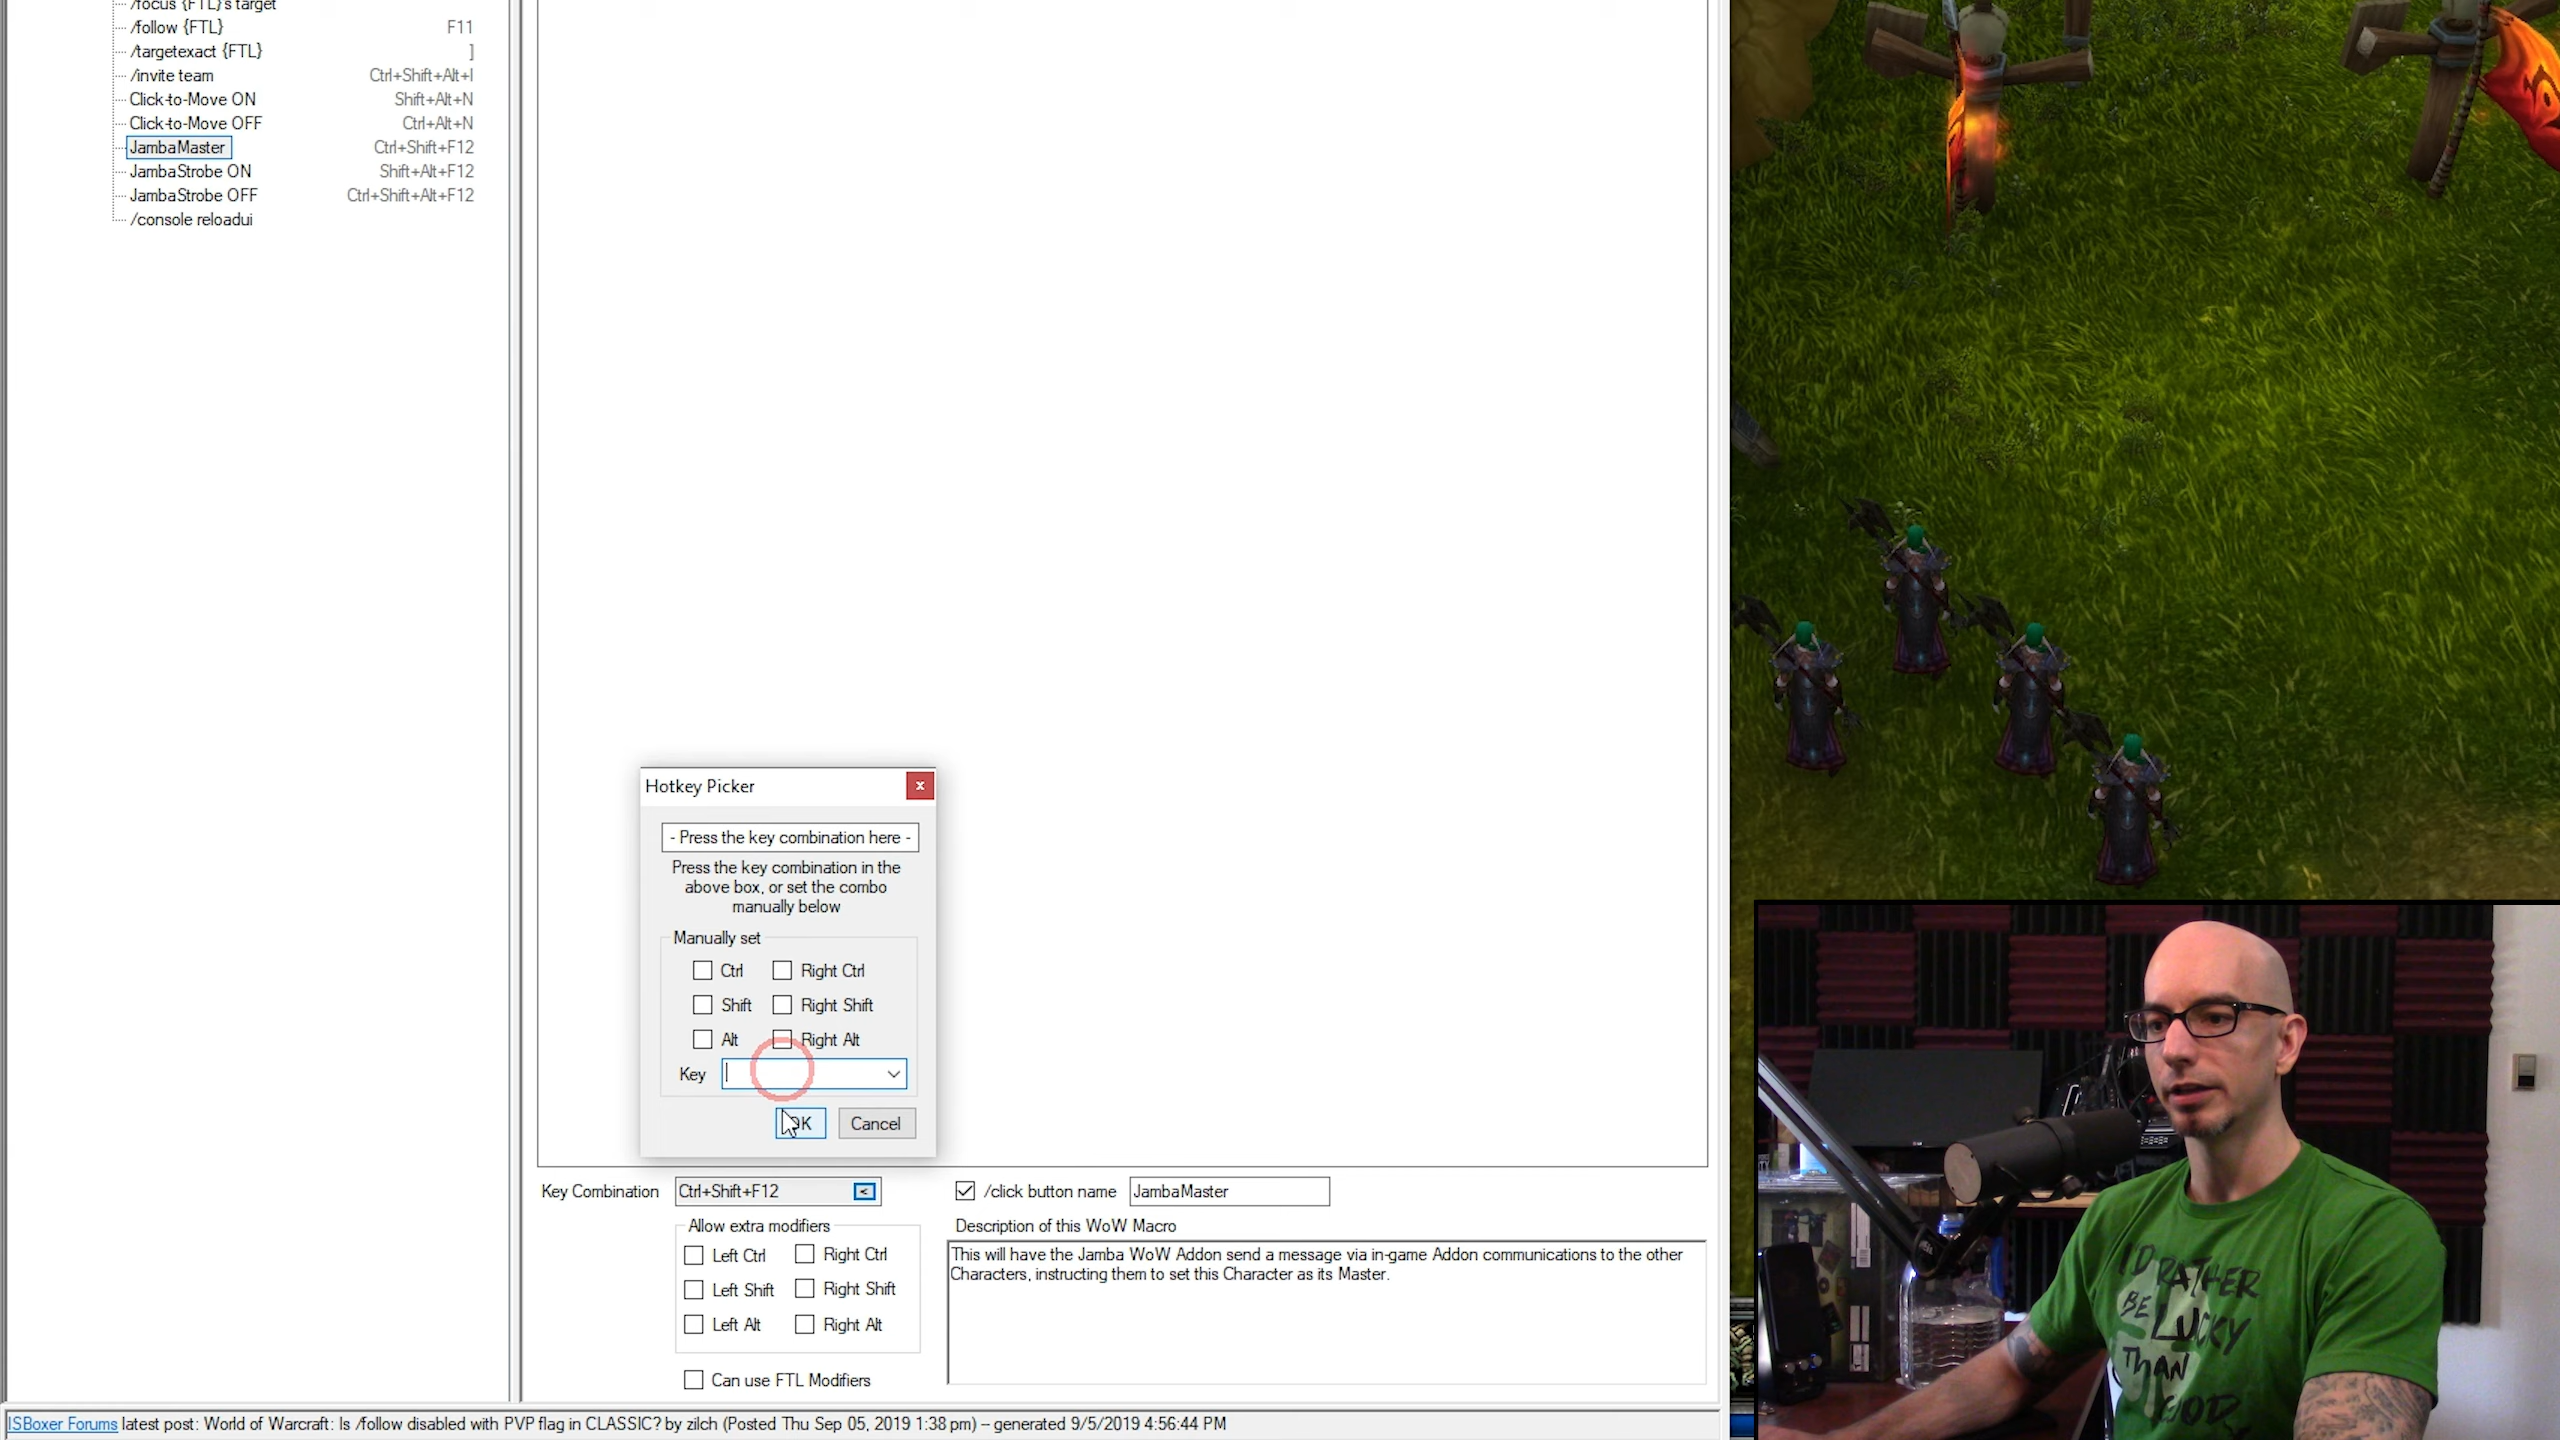 /focus {FTL}'s target
/follow {FTL} F11
/targetexact {FTL} ]
/invite team Ctrl+Shift+Alt+I
Click-to-Move ON Shift+Alt+N
Click-to-Move OFF Ctrl+Alt+N
JambaMaster Ctrl+Shift+F12
JambaStrobe ON Shift+Alt+F12
JambaStrobe OFF Ctrl+Shift+Alt+F12
/console reloadui
Hotkey Picker
- Press the key combination here -
Press the key combination in the
above box, or set the combo
manually below
Manually set
Ctrl Right Ctrl
Shift Right Shift
Alt Right Alt
Key
OK Cancel
Key Combination Ctrl+Shift+F12 < /click button name JambaMaster
Allow extra modifiers
Left Ctrl Right Ctrl
Left Shift Right Shift
Left Alt Right Alt
Can use FTL Modifiers
Description of this WoW Macro
This will have the Jamba WoW Addon send a message via in-game Addon communications to the other
Characters, instructing them to set this Character as its Master.
ISBoxer Forums latest post: World of Warcraft: Is /follow disabled with PVP flag in CLASSIC? by zilch (Posted Thu Sep 05, 2019 1:38 pm) -- generated 9/5/2019 4:56:44 PM
I'D RATHER
BE LUCKY
THAN
GOOD